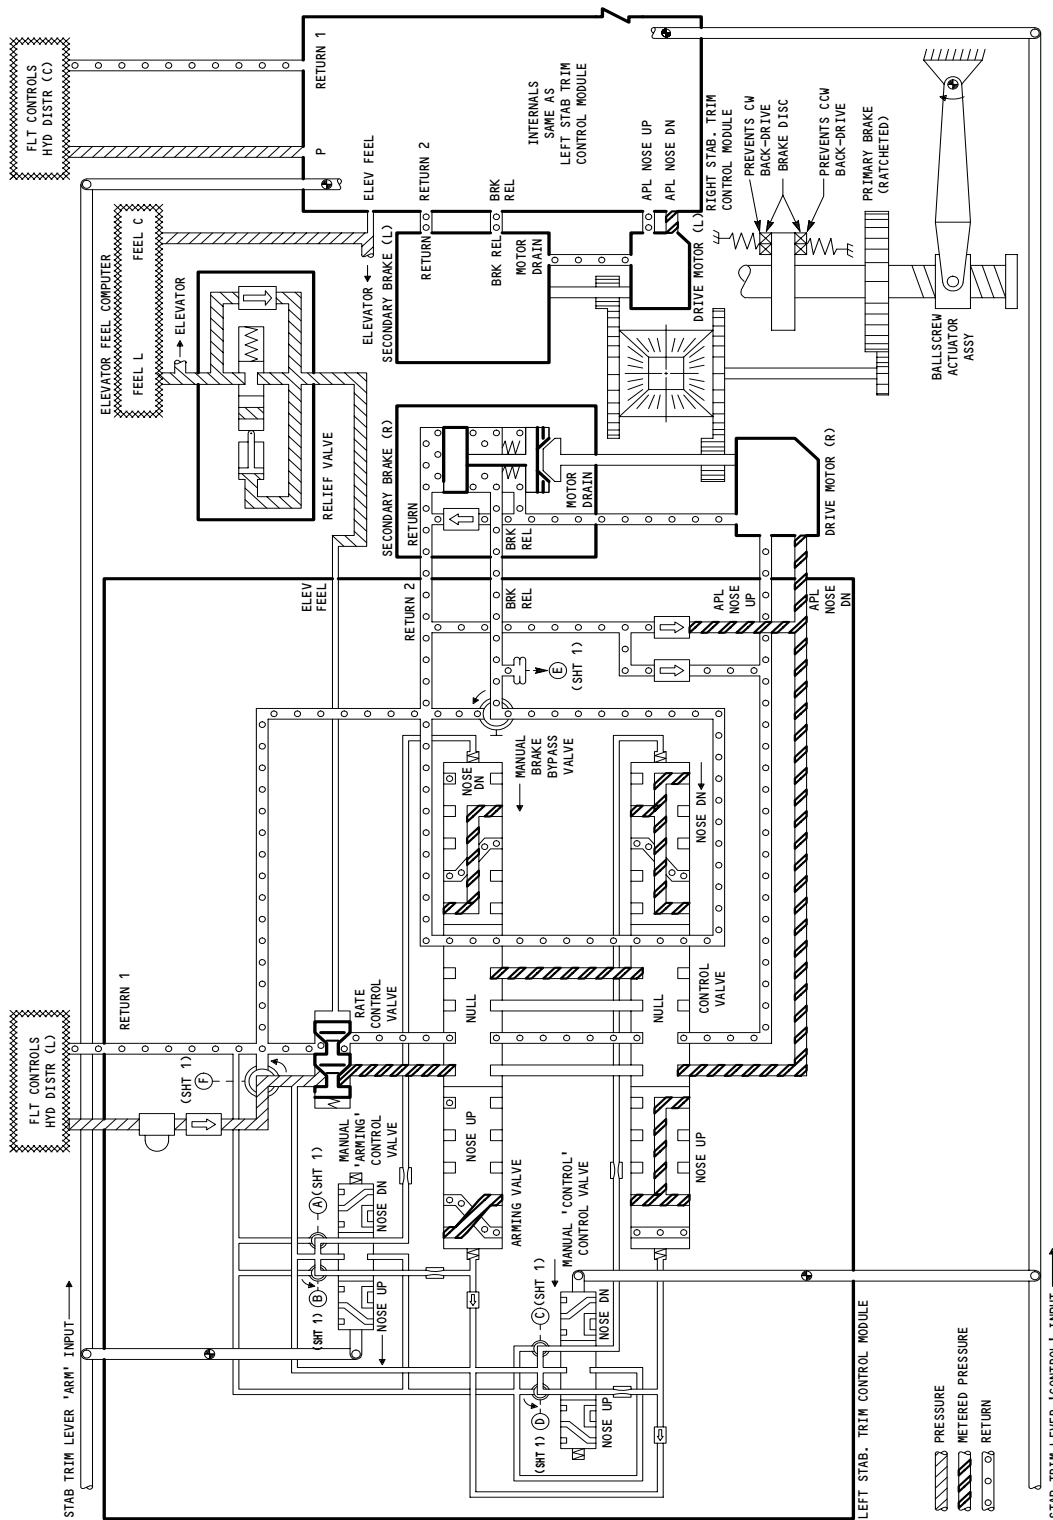 FLT CONTROLS
HYD DISTR (C)
RETURN 1
P
ELEVATOR FEEL COMPUTER
FEEL L
FEEL C
ELEVATOR
RELIEF VALVE
ELEV FEEL
RETURN 2
BRK
REL
INTERNALS
SAME AS
LEFT STAB TRIM
CONTROL MODULE
APL NOSE UP
APL NOSE DN
RIGHT STAB. TRIM
CONTROL MODULE
ELEVATOR
SECONDARY BRAKE (L)
RETURN
BRK REL
MOTOR
DRAIN
DRIVE MOTOR (L)
PREVENTS CW
BACK-DRIVE
BRAKE DISC
PREVENTS CCW
BACK-DRIVE
PRIMARY BRAKE
(RATCHETED)
BALLSCREW
ACTUATOR
ASSY
SECONDARY BRAKE (R)
RETURN
BRK
REL
MOTOR
DRAIN
DRIVE MOTOR (R)
FLT CONTROLS
HYD DISTR (L)
RETURN 1
ELEV
FEEL
RETURN 2
BRK
REL
APL
NOSE
UP
APL
NOSE
DN
(SHT 1)
E
(SHT 1)
F
RATE
CONTROL
VALVE
MANUAL
'ARMING'
CONTROL
VALVE
A (SHT 1)
(SHT 1) B
NOSE DN
NOSE UP
NOSE UP
NULL
NOSE
DN
ARMING VALVE
MANUAL
BRAKE
BYPASS
VALVE
MANUAL 'CONTROL'
CONTROL VALVE
C (SHT 1)
(SHT 1) D
NOSE DN
NOSE UP
NOSE UP
NULL
CONTROL
VALVE
NOSE DN
STAB TRIM LEVER 'ARM' INPUT
LEFT STAB. TRIM CONTROL MODULE
PRESSURE
METERED PRESSURE
RETURN
STAB TRIM LEVER 'CONTROL' INPUT